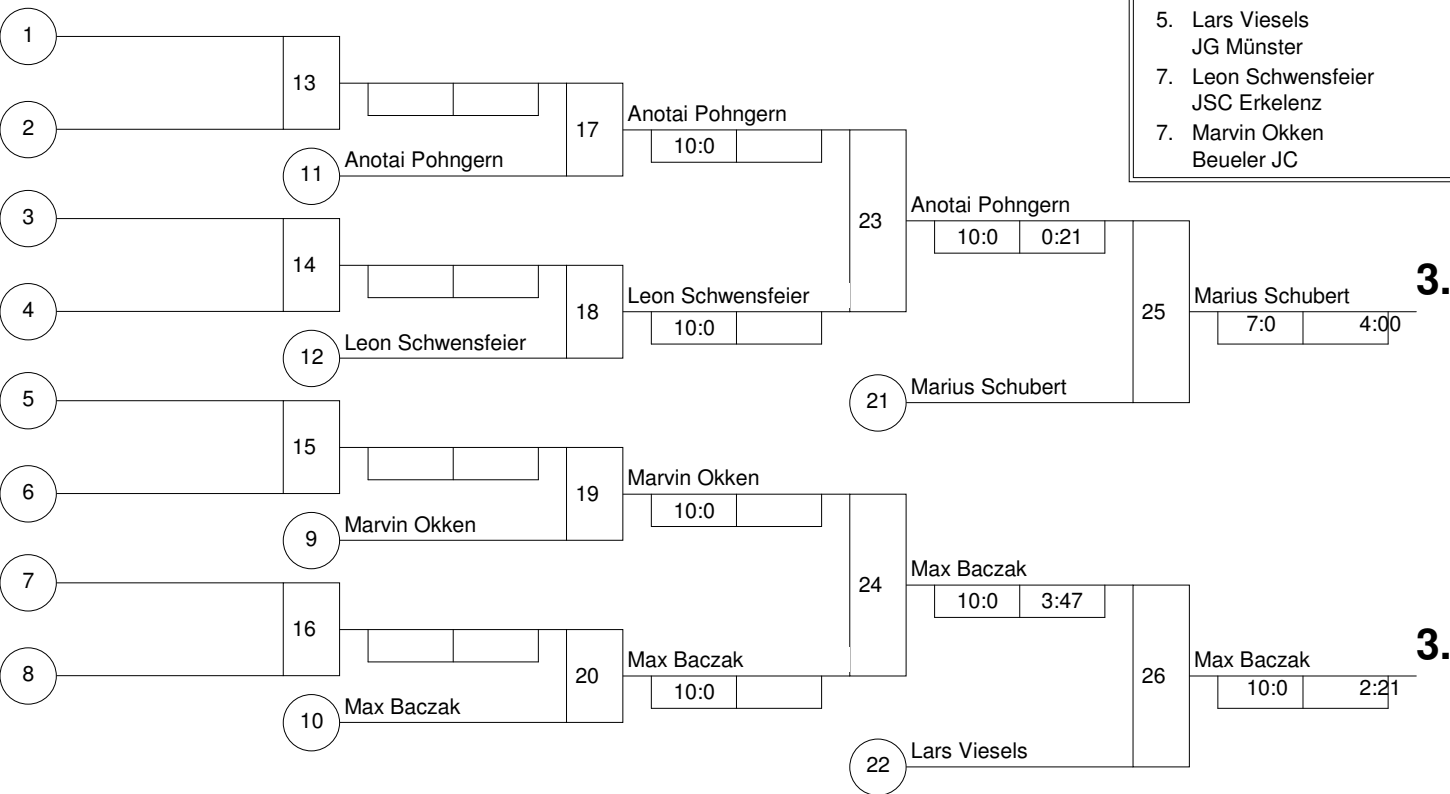 5. Lars Viesels
JG Münster
7. Leon Schwensfeier
JSC Erkelenz
7. Marvin Okken
Beueler JC
1
13
2
17
Anotai Pohngern
10:0
11
Anotai Pohngern
3
23
Anotai Pohngern
10:0 0:21
14
4
18
Leon Schwensfeier
10:0
12
Leon Schwensfeier
25
Marius Schubert
7:0 4:00
3.
5
21
Marius Schubert
15
6
19
Marvin Okken
10:0
9
Marvin Okken
7
24
Max Baczak
10:0 3:47
16
8
20
Max Baczak
10:0
10
Max Baczak
26
Max Baczak
10:0 2:21
3.
22
Lars Viesels